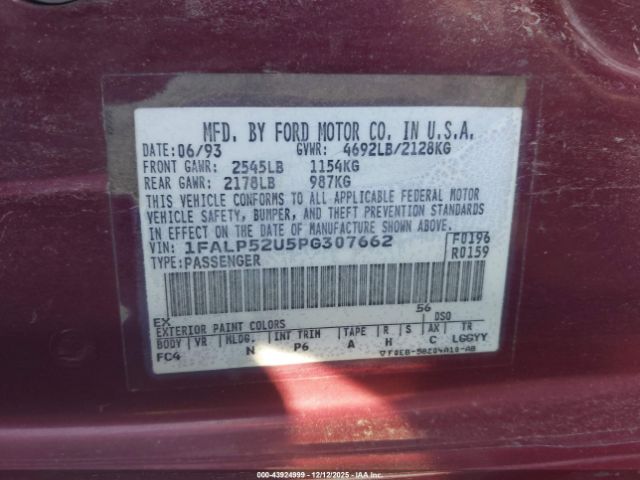 MFD. BY FORD MOTOR CO. IN U.S.A.
DATE: 06/93 GVWR: 4692LB/2128KG
FRONT GAWR: 2545LB 1154KG
REAR GAWR: 2178LB 987KG
THIS VEHICLE CONFORMS TO ALL APPLICABLE FEDERAL MOTOR
VEHICLE SAFETY, BUMPER, AND THEFT PREVENTION STANDARDS
IN EFFECT ON THE DATE OF MANUFACTURE SHOWN ABOVE.
VIN: 1FALP52U5PG307662 F0196
TYPE: PASSENGER R0159
EX 56
EXTERIOR PAINT COLORS DSO
BODY VR MLDG. INT TRIM TAPE R S AX TR
FC4 N P6 A H C LGGYY
00-43924999 - 12/12/2025 - IAA Inc.